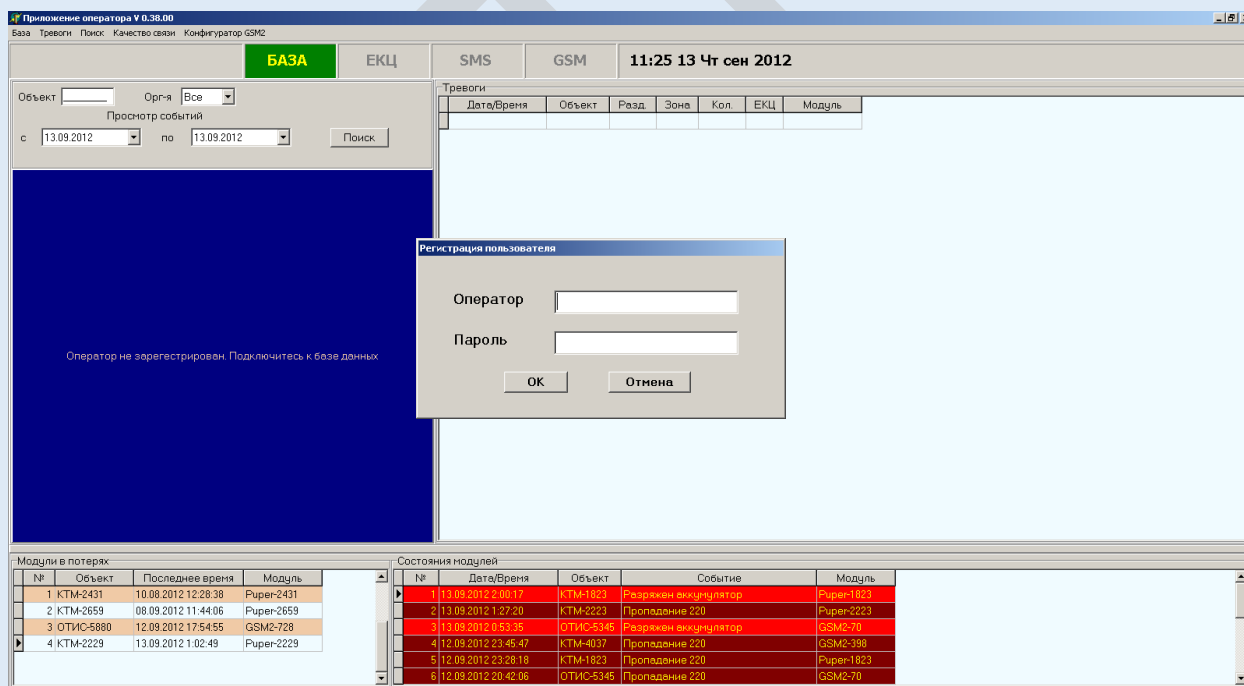 Приложение оператора V 0.38.00
База Тревоги Поиск Качество связи Конфигуратор GSM2
БАЗА ЕКЦ SMS GSM 11:25 13 Чт сен 2012
Объект Орг-я Все
Просмотр событий
с 13.09.2012 по 13.09.2012 Поиск
Тревоги
Дата/Время Объект Разд. Зона Кол. ЕКЦ Модуль
Оператор не зарегестрирован. Подключитесь к базе данных
Регистрация пользователя
Оператор
Пароль
ОК Отмена
Модули в потерях
№ Объект Последнее время Модуль
1 КТМ-2431 10.08.2012 12:28:38 Puper-2431
2 КТМ-2659 08.09.2012 11:44:06 Puper-2659
3 ОТИС-5880 12.09.2012 17:54:55 GSM2-728
4 КТМ-2229 13.09.2012 1:02:49 Puper-2229
Состояния модулей
№ Дата/Время Объект Событие Модуль
1 13.09.2012 2:00:17 КТМ-1823 Разряжен аккумулятор Puper-1823
2 13.09.2012 1:27:20 КТМ-2223 Пропадание 220 Puper-2223
3 13.09.2012 0:53:35 ОТИС-5345 Разряжен аккумулятор GSM2-70
4 12.09.2012 23:45:47 КТМ-4037 Пропадание 220 GSM2-398
5 12.09.2012 23:28:18 КТМ-1823 Пропадание 220 Puper-1823
6 12.09.2012 20:42:06 ОТИС-5345 Пропадание 220 GSM2-70